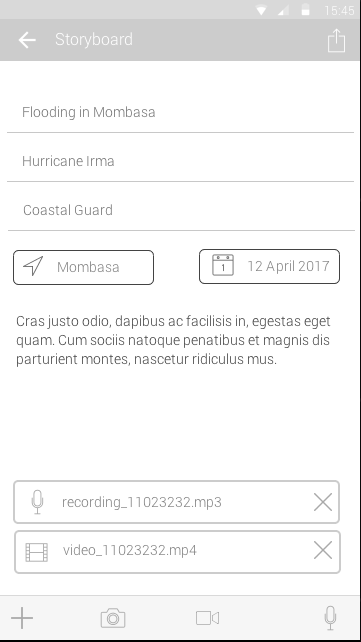 15:45
Storyboard
Flooding in Mombasa
Hurricane Irma
Coastal Guard
Mombasa
1
12 April 2017
Cras justo odio, dapibus ac facilisis in, egestas eget
quam. Cum sociis natoque penatibus et magnis dis
parturient montes, nascetur ridiculus mus.
recording_11023232.mp3
video_11023232.mp4